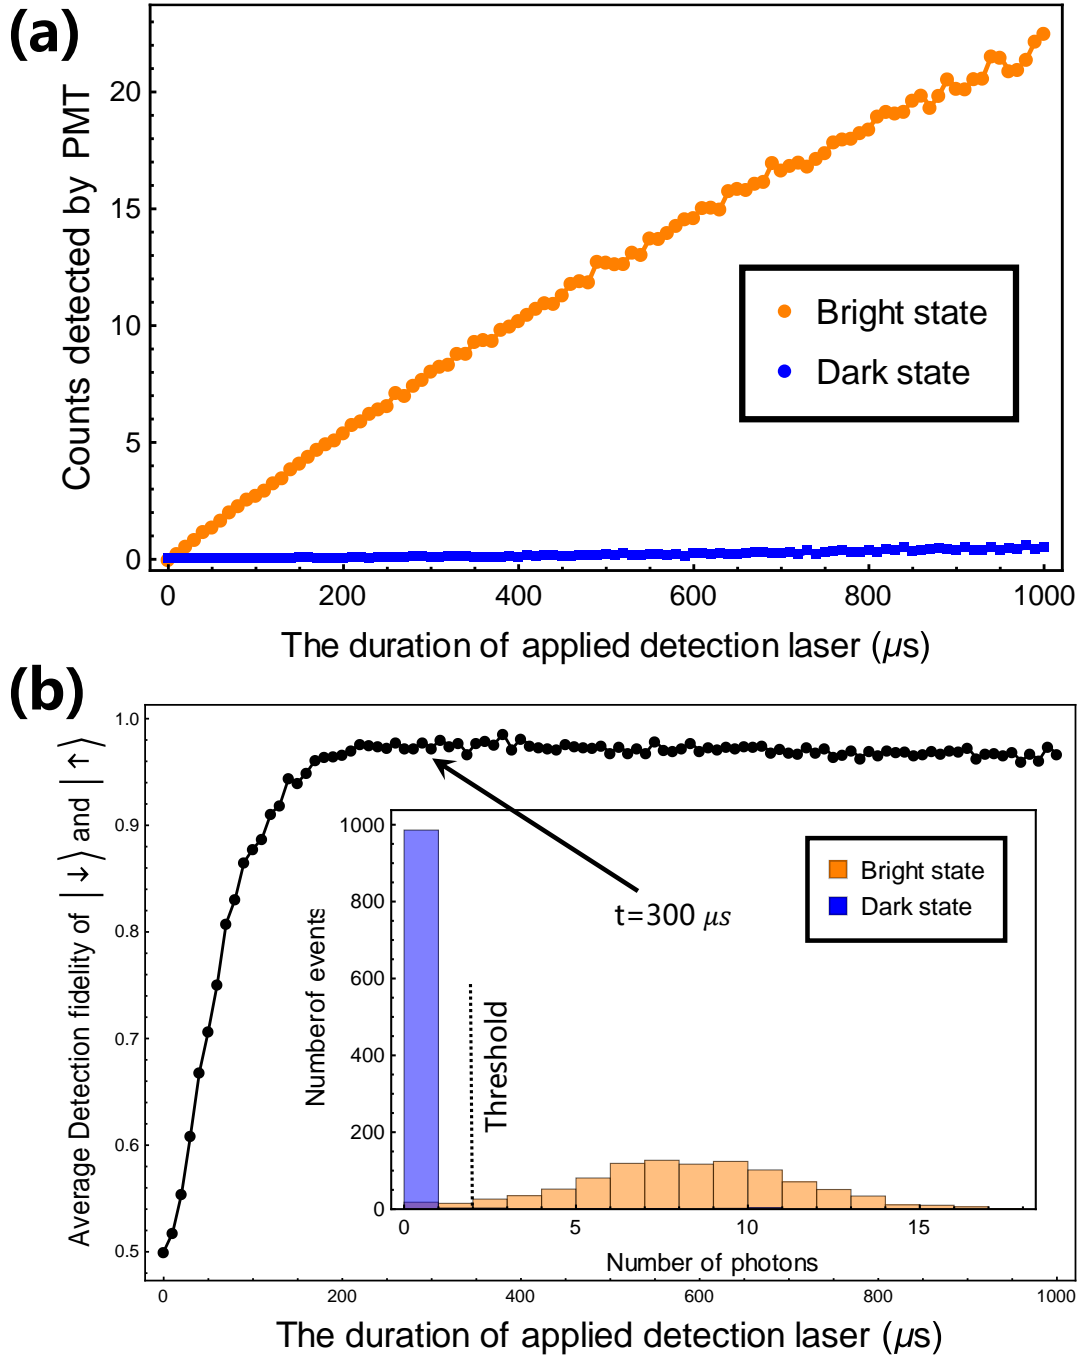 (a)
Counts detected by PMT
20
15
10
5
0
Bright state
Dark state
0 200 400 600 800 1000
The duration of applied detection laser (μs)
(b)
Average Detection fidelity of |↓⟩ and |↑⟩
1.0
0.9
0.8
0.7
0.6
0.5
t=300 μs
Number of events
1000
800
600
400
200
0
Threshold
Bright state
Dark state
0 5 10 15
Number of photons
0 200 400 600 800 1000
The duration of applied detection laser (μs)